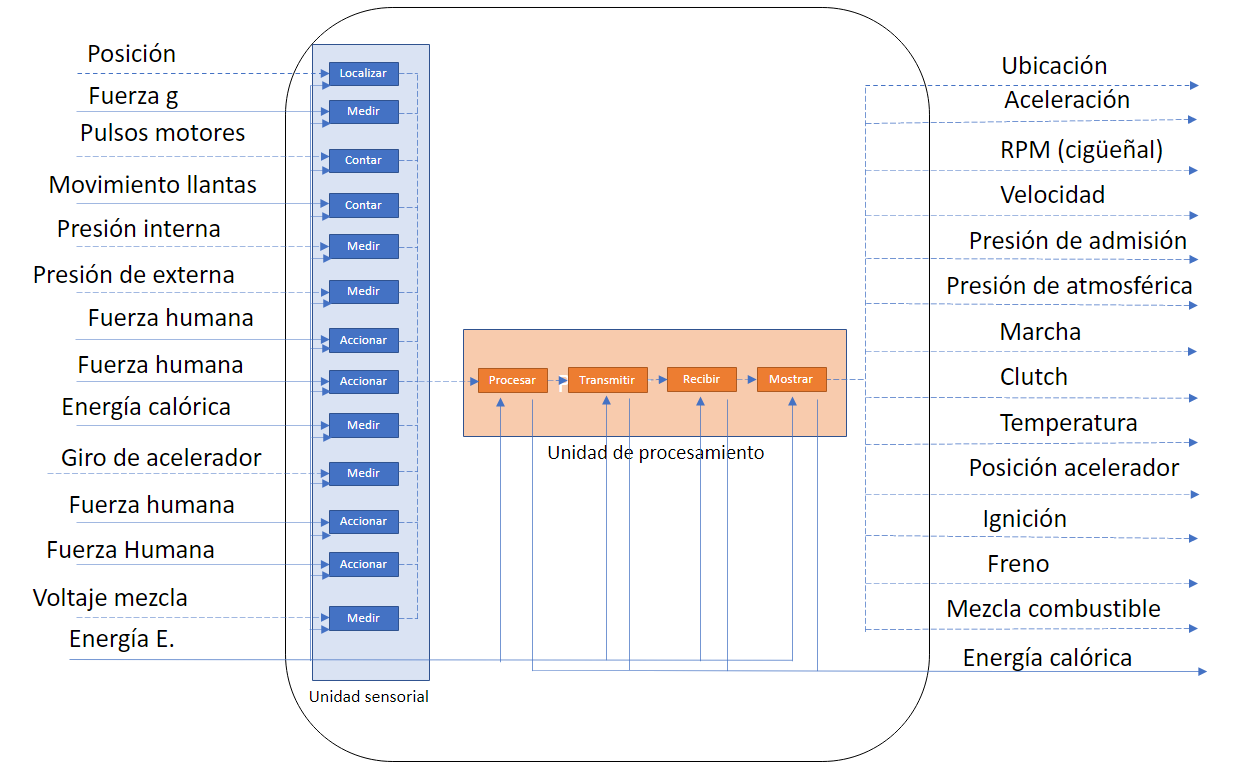 Posición
Fuerza g
Pulsos motores
Movimiento llantas
Presión interna
Presión de externa
Fuerza humana
Fuerza humana
Energía calórica
Giro de acelerador
Fuerza humana
Fuerza Humana
Voltaje mezcla
Energía E.
Localizar
Medir
Contar
Contar
Medir
Medir
Accionar
Accionar
Medir
Medir
Accionar
Accionar
Medir
Unidad sensorial
Procesar
Transmitir
Recibir
Mostrar
Unidad de procesamiento
Ubicación
Aceleración
RPM (cigüeñal)
Velocidad
Presión de admisión
Presión de atmosférica
Marcha
Clutch
Temperatura
Posición acelerador
Ignición
Freno
Mezcla combustible
Energía calórica